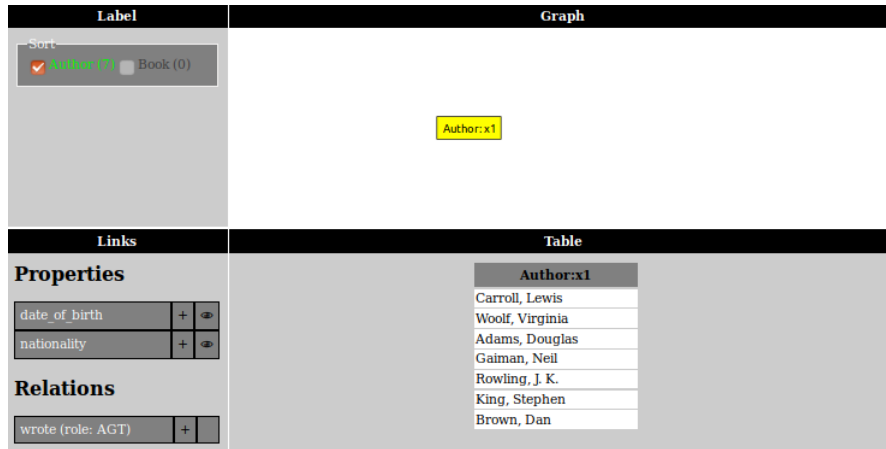 Label
Graph
Sort
Author (7) Book (0)
Author:x1
Links
Table
Properties
date_of_birth +
nationality +
Relations
wrote (role: AGT) +
Author:x1
Carroll, Lewis
Woolf, Virginia
Adams, Douglas
Gaiman, Neil
Rowling, J. K.
King, Stephen
Brown, Dan